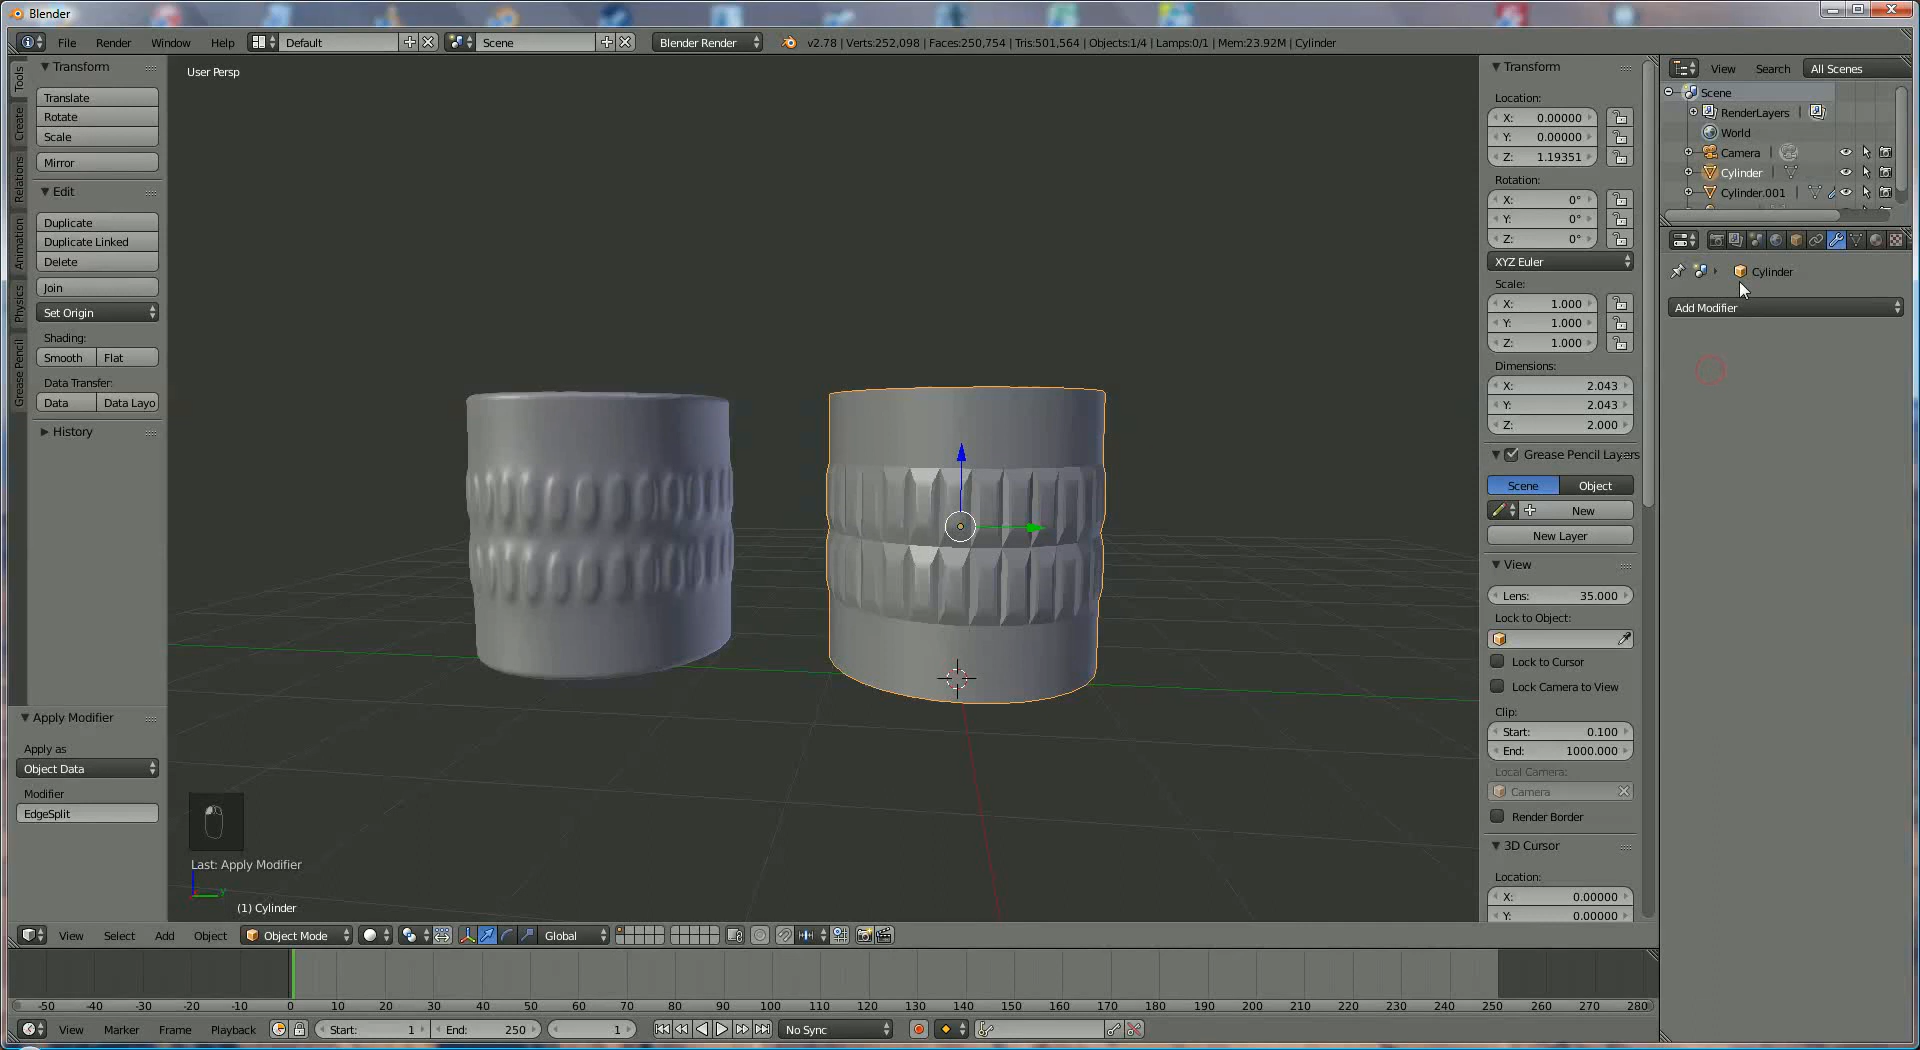 Blender
File Render Window Help Default Scene Blender Render v2.78 | Verts:252,098 | Faces:250,754 | Tris:501,564 | Objects:1/4 | Lamps:0/1 | Mem:23.92M | Cylinder
Tools
Create
Relations
Animation
Physics
Grease Pencil
Transform
Translate
Rotate
Scale
Mirror
Edit
Duplicate
Duplicate Linked
Delete
Join
Set Origin
Shading:
Smooth Flat
Data Transfer:
Data Data Layo
History
Apply Modifier
Apply as
Object Data
Modifier
EdgeSplit
User Persp
Last: Apply Modifier
y
(1) Cylinder
Transform
Location:
X: 0.00000
Y: 0.00000
Z: 1.19351
Rotation:
X: 0°
Y: 0°
Z: 0°
XYZ Euler
Scale:
X: 1.000
Y: 1.000
Z: 1.000
Dimensions:
X: 2.043
Y: 2.043
Z: 2.000
Grease Pencil Layers
Scene Object
New
New Layer
View
Lens: 35.000
Lock to Object:
Lock to Cursor
Lock Camera to View
Clip:
Start: 0.100
End: 1000.000
Local Camera:
Camera
Render Border
3D Cursor
Location:
X: 0.00000
Y: 0.00000
View Search All Scenes
Scene
RenderLayers
World
Camera
Cylinder
Cylinder.001
Cylinder
Add Modifier
View Select Add Object Object Mode Global
-50 -40 -30 -20 -10 0 10 20 30 40 50 60 70 80 90 100 110 120 130 140 150 160 170 180 190 200 210 220 230 240 250 260 270 280
View Marker Frame Playback Start: 1 End: 250 1 No Sync